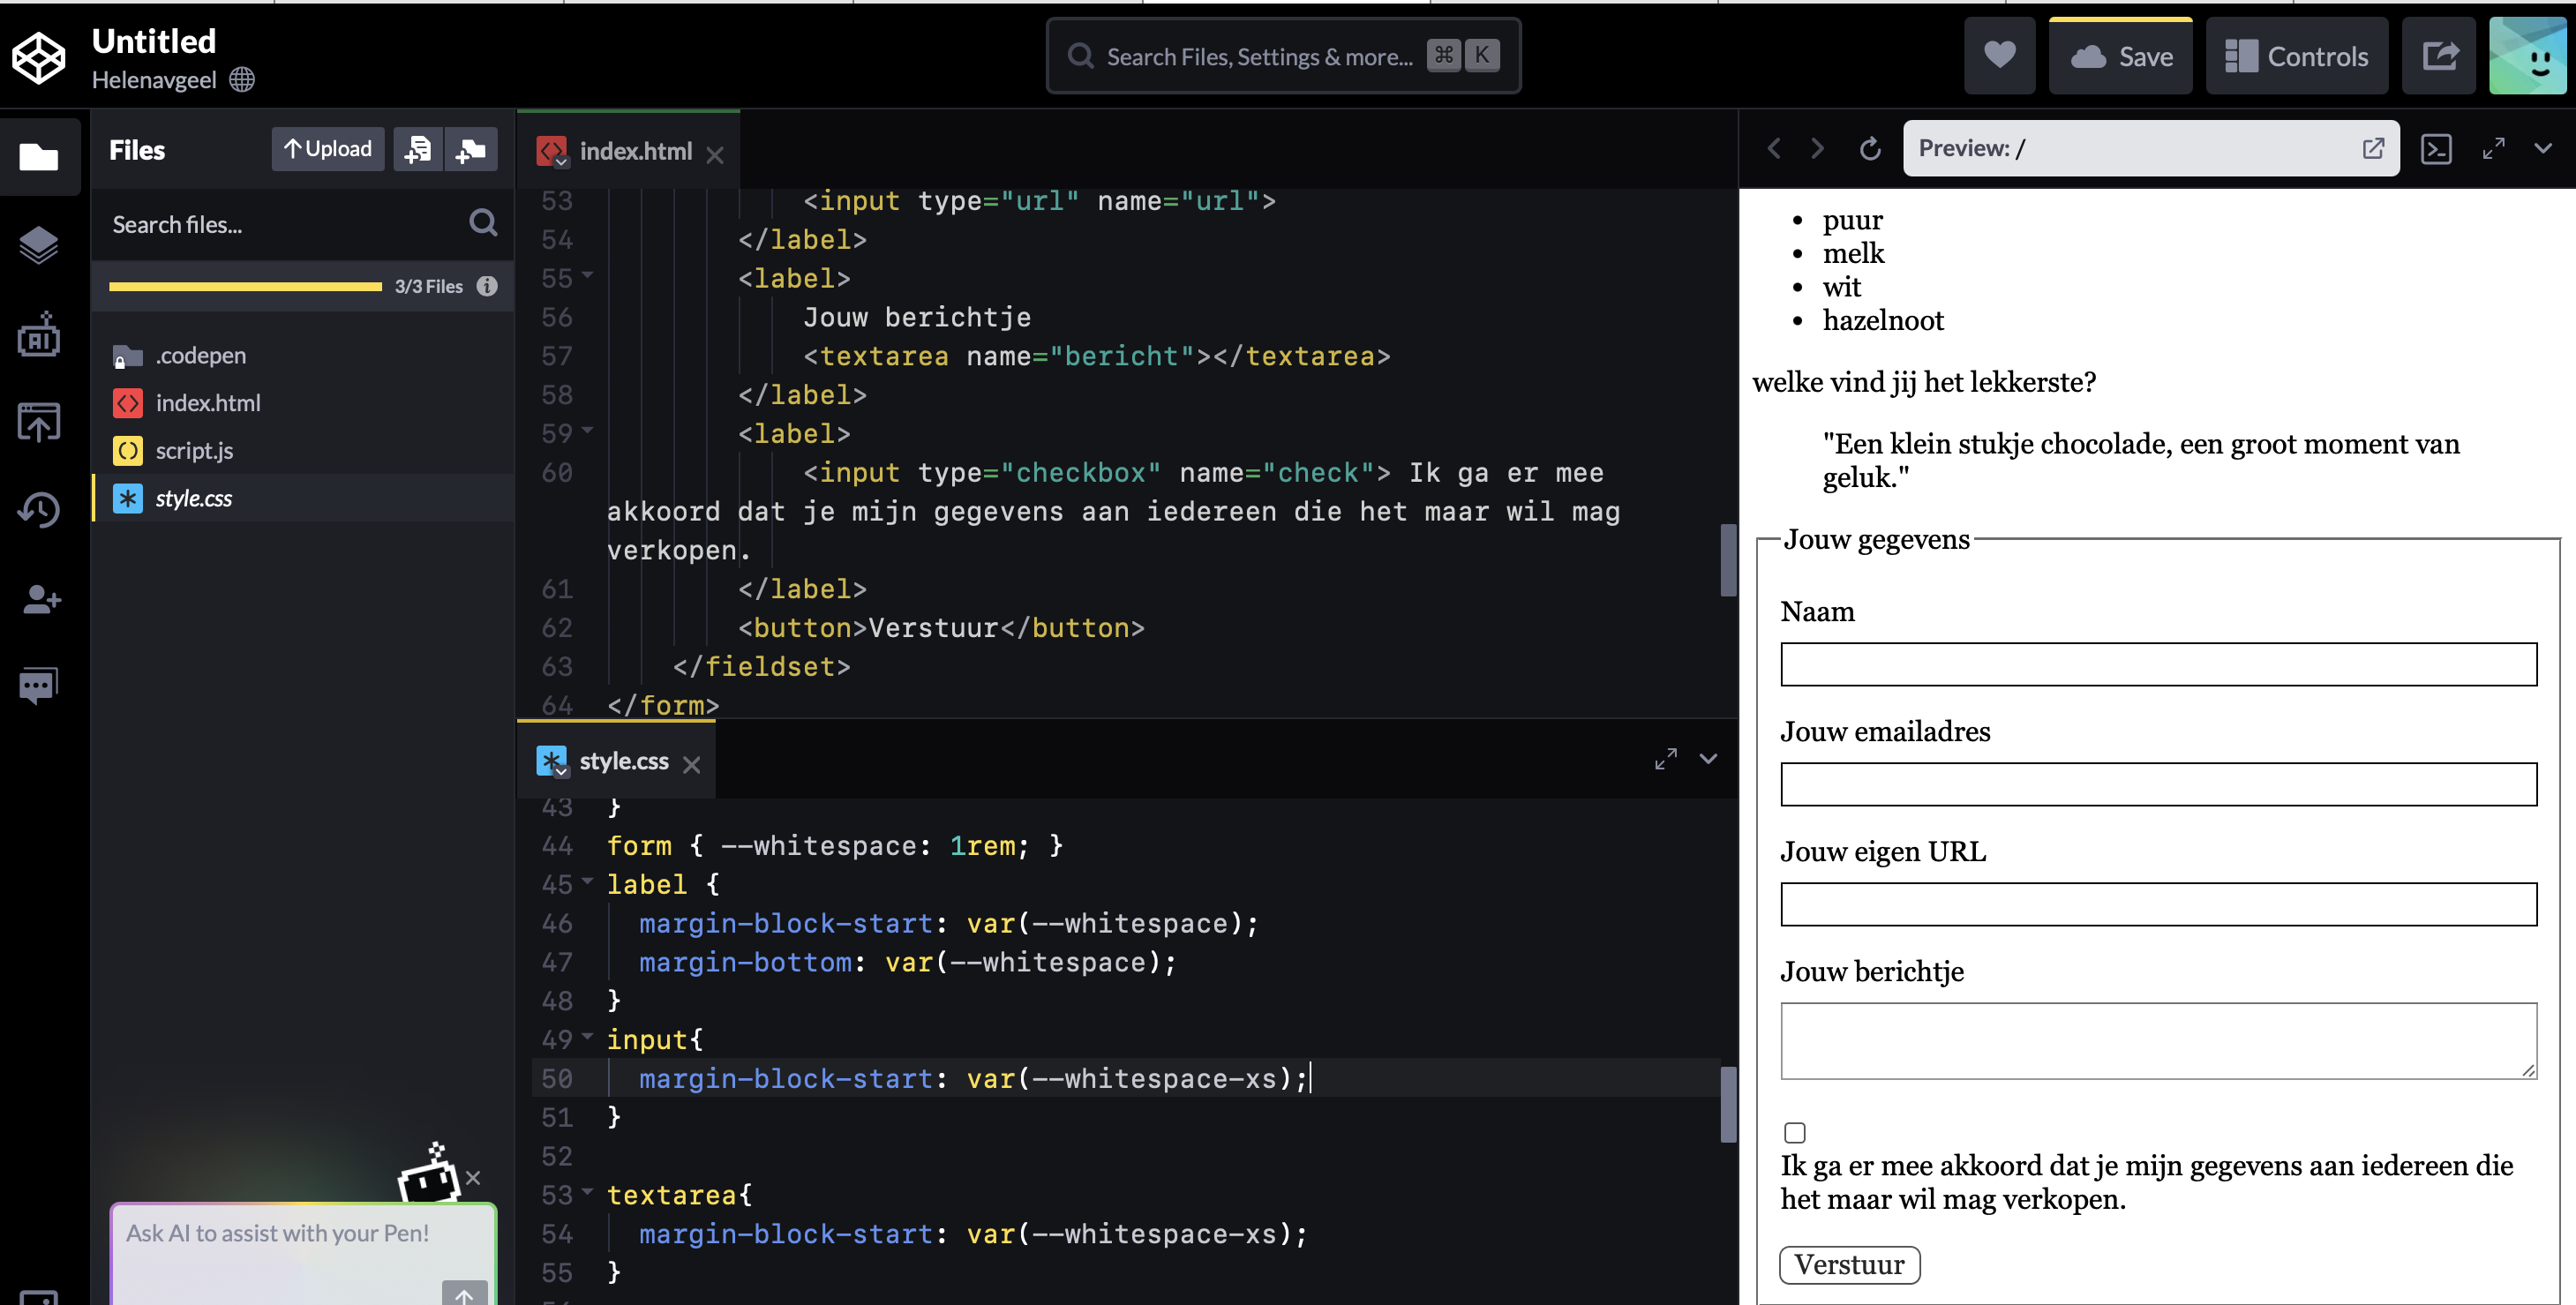 Untitled
Helenavgeel
Search Files, Settings & more... ⌘ K
Save
Controls
Files
Upload
Search files...
3/3 Files
.codepen
index.html
script.js
style.css
Ask AI to assist with your Pen!
index.html
53 <input type="url" name="url">
54 </label>
55 <label>
56 Jouw berichtje
57 <textarea name="bericht"></textarea>
58 </label>
59 <label>
60 <input type="checkbox" name="check"> Ik ga er mee
akkoord dat je mijn gegevens aan iedereen die het maar wil mag
verkopen.
61 </label>
62 <button>Verstuur</button>
63 </fieldset>
64 </form>
style.css
43 }
44 form { --whitespace: 1rem; }
45 label {
46 margin-block-start: var(--whitespace);
47 margin-bottom: var(--whitespace);
48 }
49 input{
50 margin-block-start: var(--whitespace-xs);
51 }
52
53 textarea{
54 margin-block-start: var(--whitespace-xs);
55 }
Preview: /
• puur
• melk
• wit
• hazelnoot
welke vind jij het lekkerste?
"Een klein stukje chocolade, een groot moment van
geluk."
Jouw gegevens
Naam
Jouw emailadres
Jouw eigen URL
Jouw berichtje
Ik ga er mee akkoord dat je mijn gegevens aan iedereen die
het maar wil mag verkopen.
Verstuur